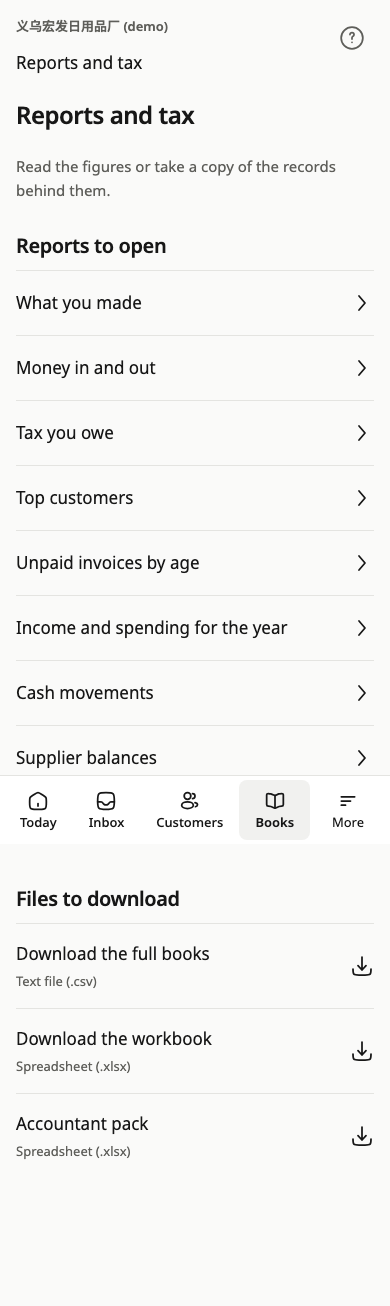 义乌宏发日用品厂 (demo)
Reports and tax
Reports and tax
Read the figures or take a copy of the records
behind them.
Reports to open
What you made
Money in and out
Tax you owe
Top customers
Unpaid invoices by age
Income and spending for the year
Cash movements
Supplier balances
Today
Inbox
Customers
Books
More
Files to download
Download the full books
Text file (.csv)
Download the workbook
Spreadsheet (.xlsx)
Accountant pack
Spreadsheet (.xlsx)